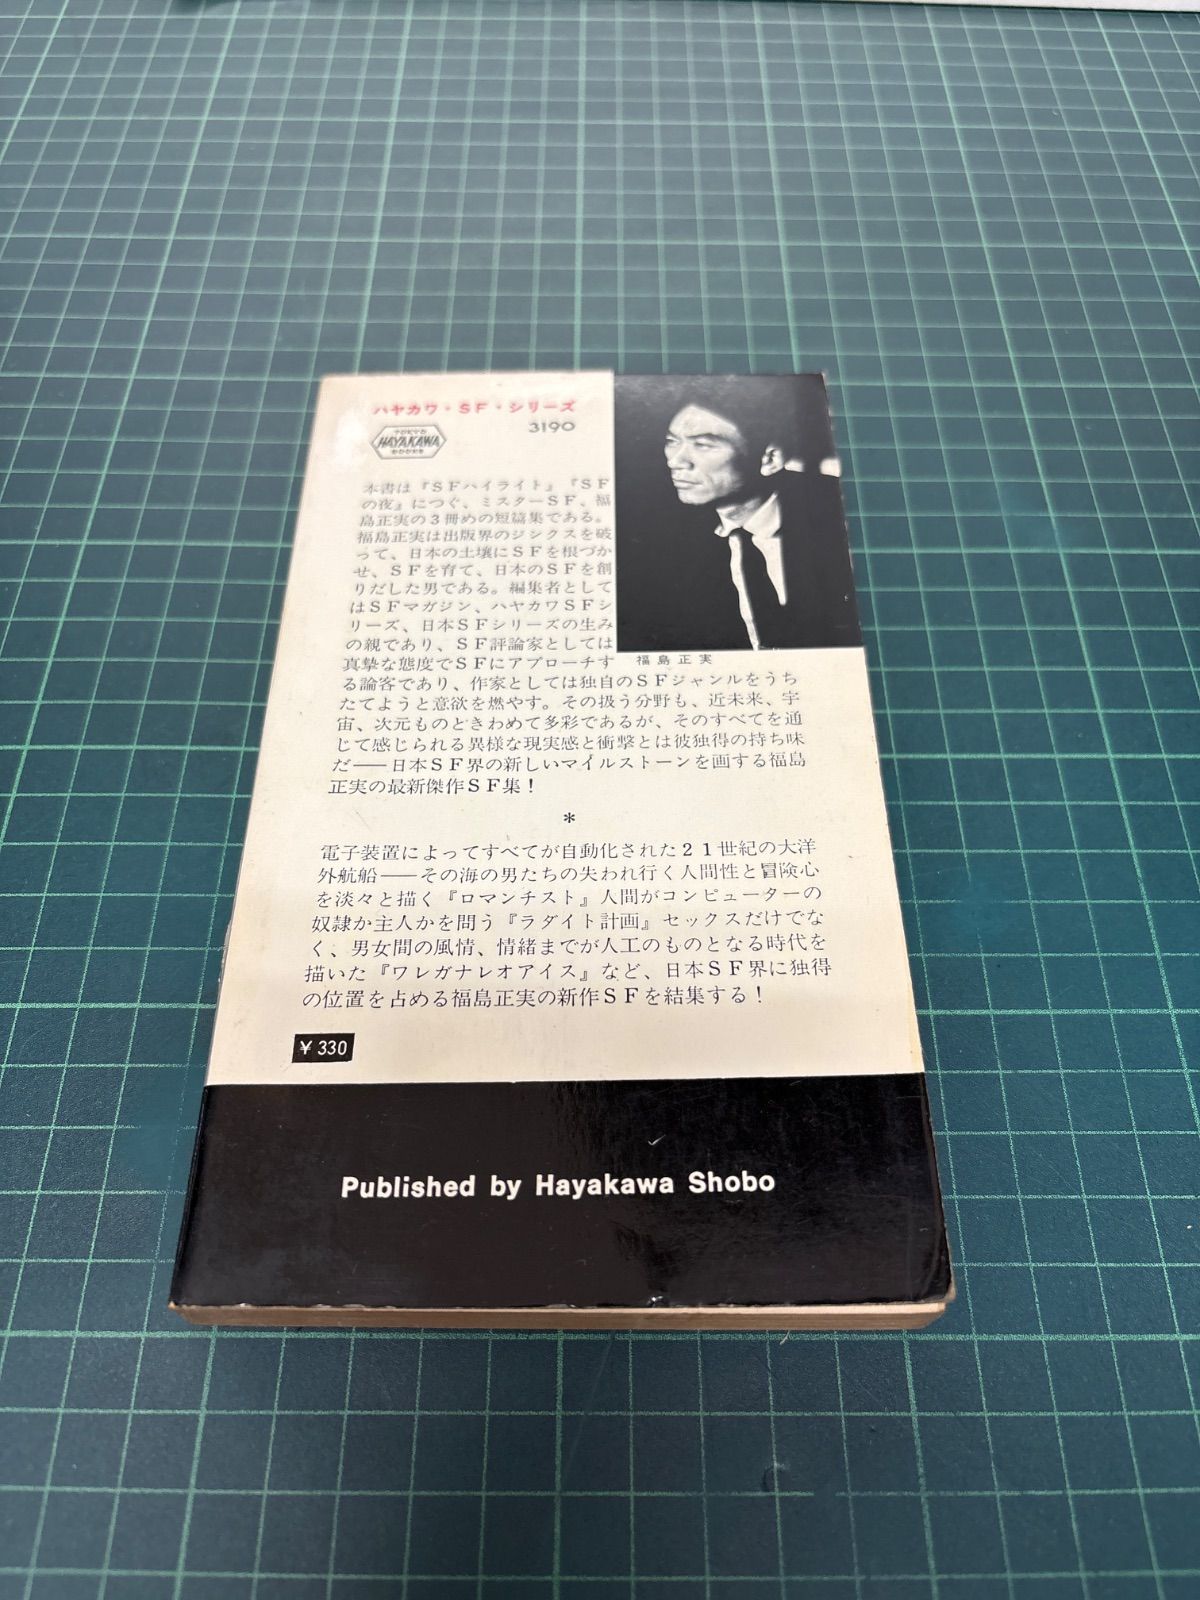 ハヤカワ・SF・シリーズ
3190
HAYAKAWA
本書は『SFハイライト』『SF
の夜』につぐ、ミスターSF、福
島正実の3冊めの短篇集である。
福島正実は出版界のジンクスを破
って、日本の土壌にSFを根づか
せ、SFを育て、日本のSFを創
りだした男である。編集者として
はSFマガジン、ハヤカワSFシ
リーズ、日本SFシリーズの生み
の親であり、SF評論家としては
真摯な態度でSFにアプローチす
る論客であり、作家としては独自のSFジャンルをうち
たてようと意欲を燃やす。その扱う分野も、近未来、宇
宙、次元ものときわめて多彩であるが、そのすべてを通
じて感じられる異様な現実感と衝撃とは彼独得の持ち味
だ――日本SF界の新しいマイルストーンを画する福島
正実の最新傑作SF集！
福島正実
*
電子装置によってすべてが自動化された21世紀の大洋
外航船――その海の男たちの失われ行く人間性と冒険心
を淡々と描く『ロマンチスト』人間がコンピューターの
奴隷か主人かを問う『ラダイト計画』セックスだけでな
く、男女間の風情、情緒までが人工のものとなる時代を
描いた『ワレガナレオアイス』など、日本SF界に独得
の位置を占める福島正実の新作SFを結集する！
¥330
Published by Hayakawa Shobo